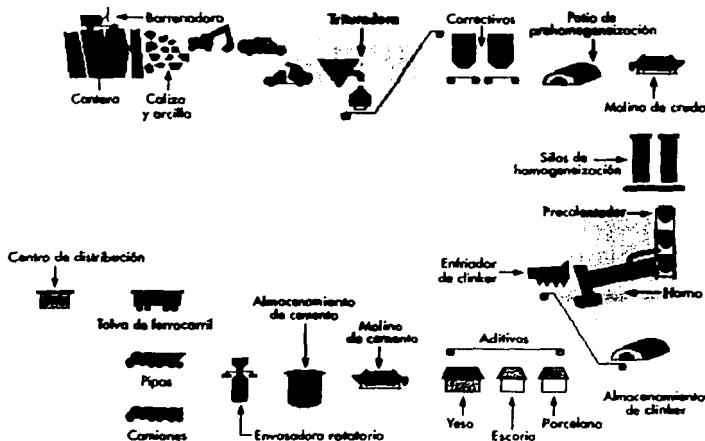 Barrenadora
Cantera
Caliza
y arcilla
Trituradora
Correctivos
Patio de
prehomogeneización
Molino de crudo
Silos de
homogeneización
Precalentador
Enfriador
de clinker
Horno
Almacenamiento
de clinker
Aditivos
Yeso
Escoria
Porcelana
Molino
de cemento
Almacenamiento
de cemento
Envasadora rotatoria
Tolva de ferrocarril
Pipas
Camiones
Centro de distribución